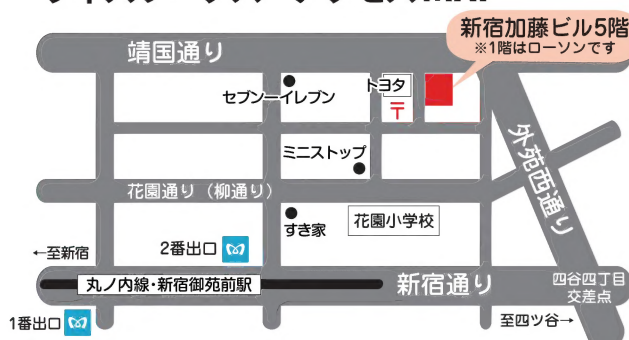 新宿加藤ビル5階
※1階はローソンです
靖国通り
トヨタ
セブンーイレブン
〒
ミニストップ
外苑西通り
花園通り（柳通り）
すき家
花園小学校
2番出口
←至新宿
丸ノ内線・新宿御苑前駅
新宿通り
四谷四丁目
交差点
1番出口
至四ツ谷→